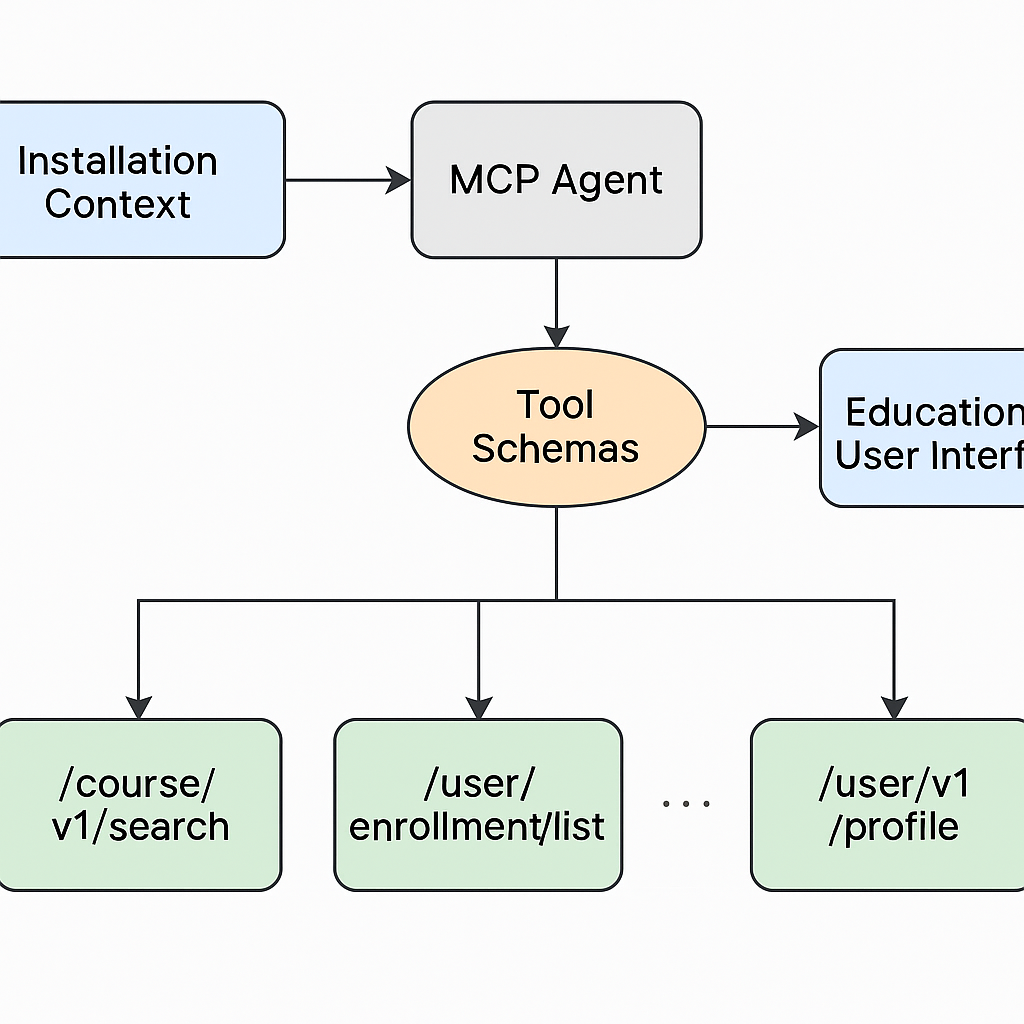 Installation
Context
MCP Agent
Tool
Schemas
Education
User Interf
/course/
v1/search
/user/
enrollment/list
...
/user/v1
/profile